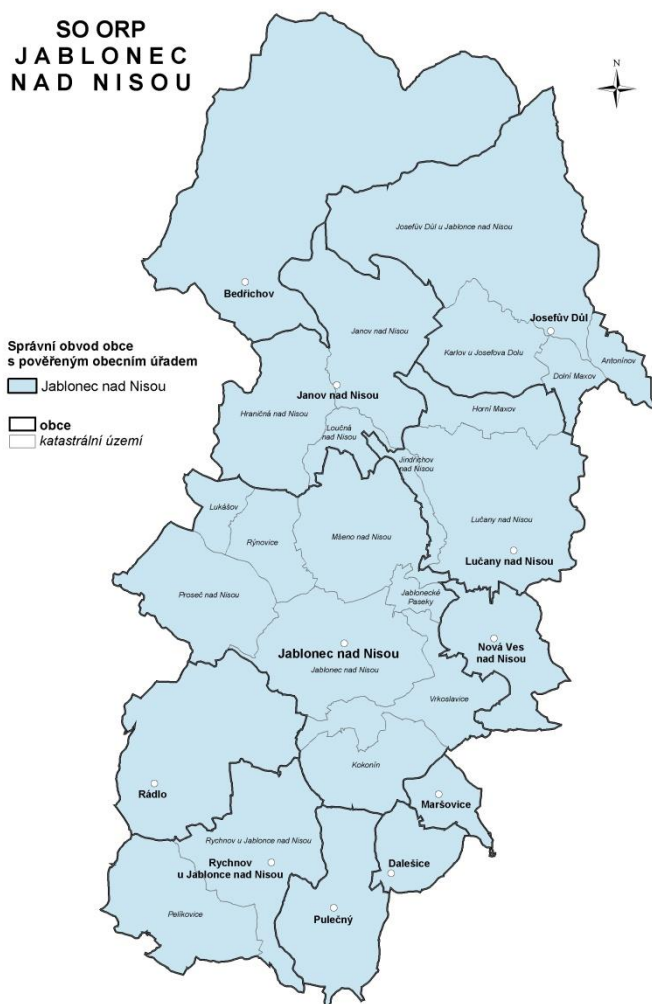 SO ORP
JABLONEC
NAD NISOU
N
Josefův Důl u Jablonce nad Nisou
Bedřichov
Josefův Důl
Janov nad Nisou
Karlov u Josefova Dolu
Antonínov
Dolní Maxov
Správní obvod obce
s pověřeným obecním úřadem
Jablonec nad Nisou
obce
katastrální území
Janov nad Nisou
Horní Maxov
Hraničná nad Nisou
Loučná
nad Nisou
Jindřichov
nad Nisou
Lukášov
Rýnovice
Mšeno nad Nisou
Lučany nad Nisou
Lučany nad Nisou
Proseč nad Nisou
Jablonecké
Paseky
Jablonec nad Nisou
Jablonec nad Nisou
Nová Ves
nad Nisou
Vrkoslavice
Kokonín
Rádlo
Maršovice
Rychnov u Jablonce nad Nisou
Rychnov
u Jablonce nad Nisou
Dalešice
Pelíkovice
Pulečný